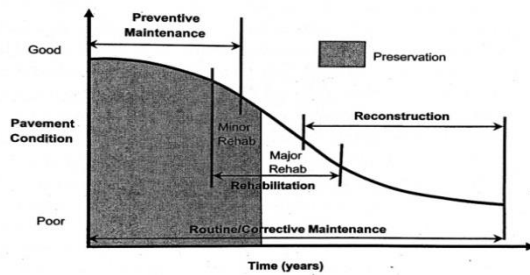 Preventive
Maintenance
Good
Preservation
Reconstruction
Pavement
Condition
Minor
Rehab
Major
Rehab
Rehabilitation
Poor
Routine/Corrective Maintenance
Time (years)